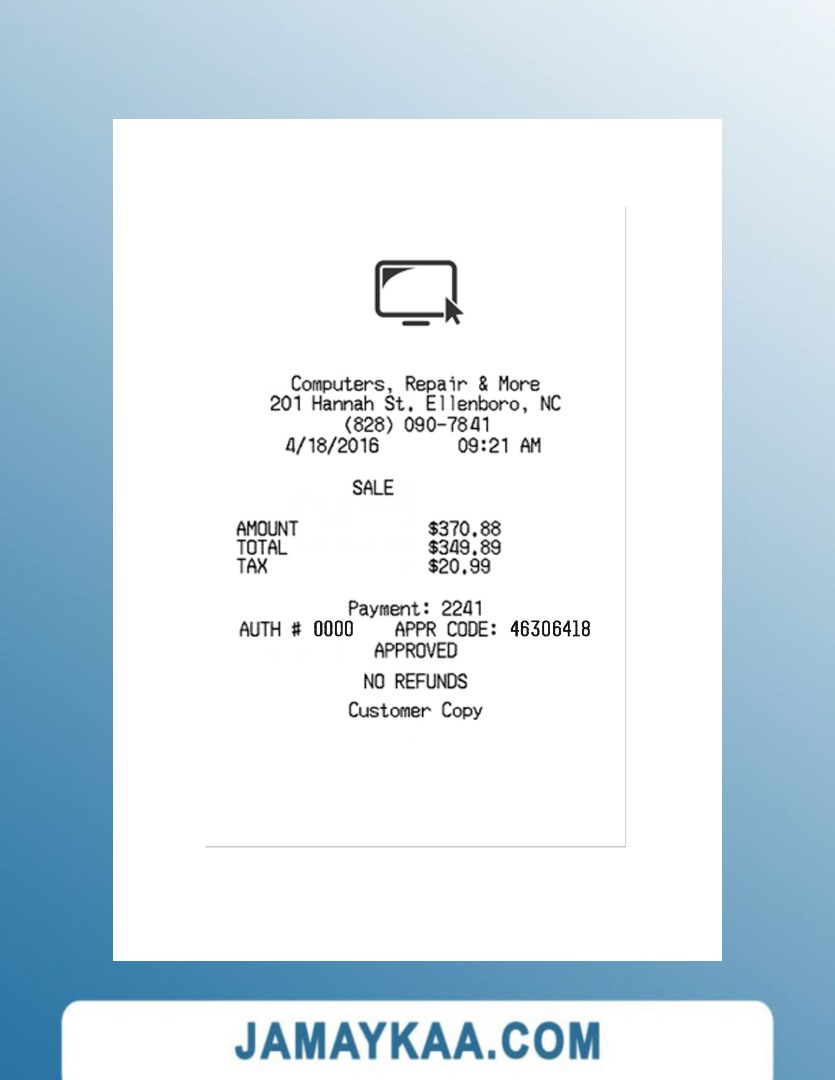 Computers, Repair & More
201 Hannah St. Ellenboro, NC
(828) 090-7841
4/18/2016 09:21 AM
SALE
AMOUNT $370.88
TOTAL $349.89
TAX $20.99
Payment: 2241
AUTH # 0000 APPR CODE: 46306418
APPROVED
NO REFUNDS
Customer Copy
JAMAYKAA.COM